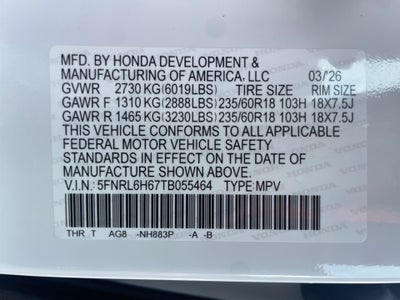 MFD. BY HONDA DEVELOPMENT &
MANUFACTURING OF AMERICA, LLC 03/26
GVWR 2730 KG(6019LBS) TIRE SIZE RIM SIZE
GAWR F 1310 KG(2888LBS) 235/60R18 103H 18X7.5J
GAWR R 1465 KG(3230LBS) 235/60R18 103H 18X7.5J
THIS VEHICLE CONFORMS TO ALL APPLICABLE
FEDERAL MOTOR VEHICLE SAFETY
STANDARDS IN EFFECT ON THE DATE OF
MANUFACTURE SHOWN ABOVE.
V.I.N.: 5FNRL6H67TB055464 TYPE: MPV
THR T AG8 -NH883P -A -B